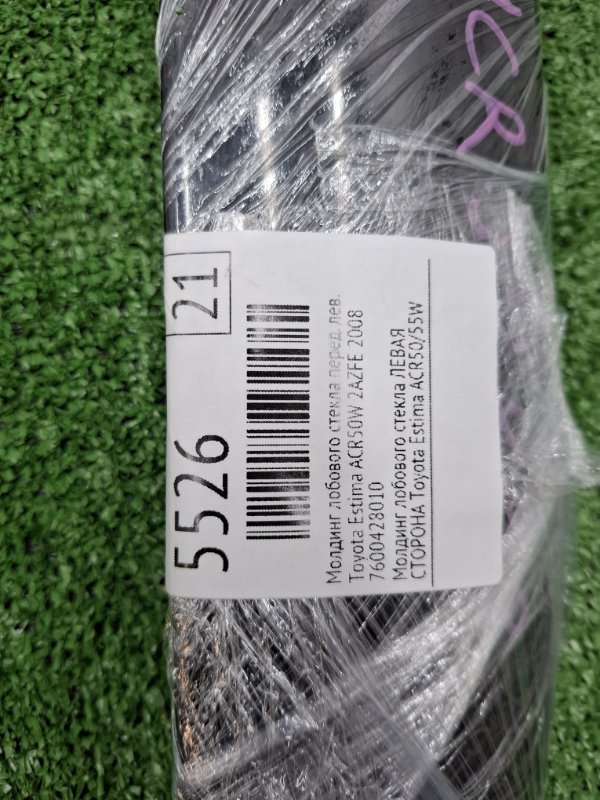 5526 21
Молдинг лобового стекла перед. лев.
Toyota Estima ACR50W 2AZFE 2008
7600428010
Молдинг лобового стекла ЛЕВАЯ
СТОРОНА Toyota Estima ACR50/55W
CR